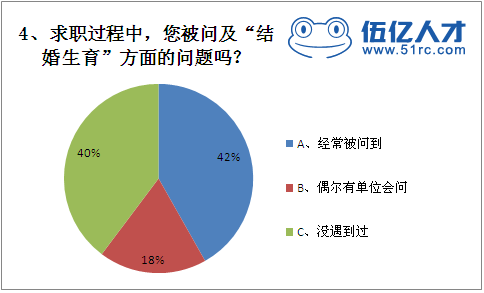 4、求职过程中，您被问及“结
婚生育”方面的问题吗？
伍亿人才
www.51rc.com
40%
42%
18%
A、经常被问到
B、偶尔有单位会问
C、没遇到过